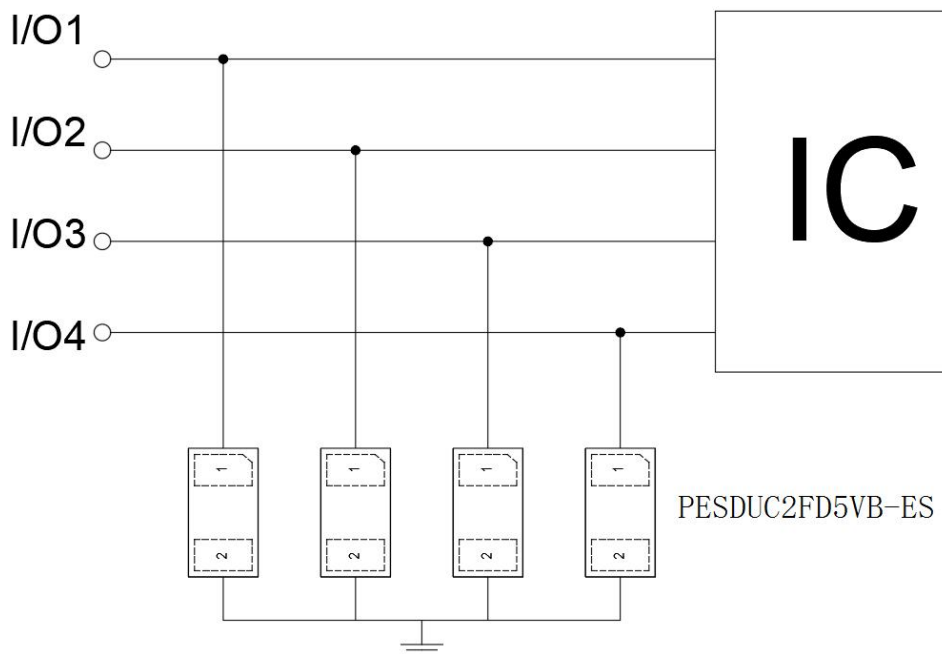 I/O1
I/O2
I/O3
I/O4
IC
1 1 1 1
2 2 2 2
PESDUC2FD5VB-ES